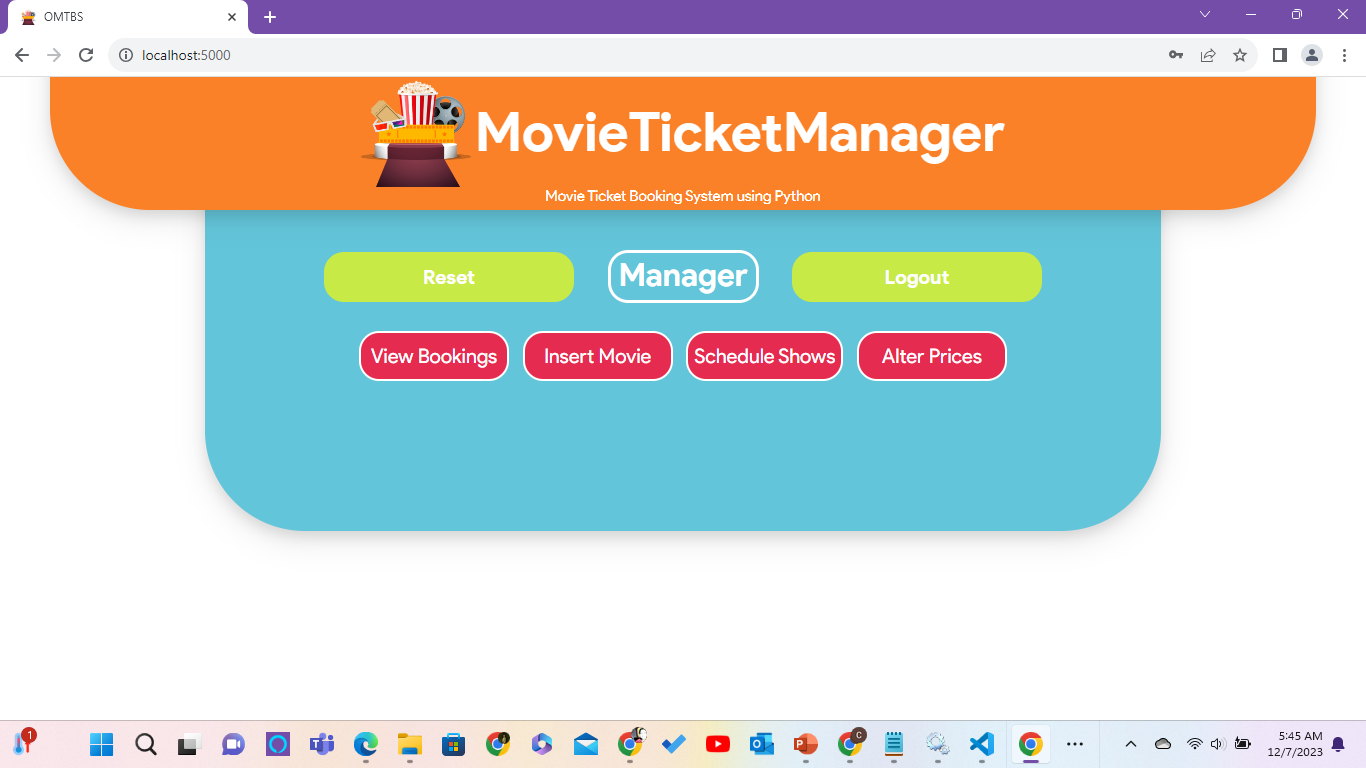 OMTBS
localhost:5000
MovieTicketManager
Movie Ticket Booking System using Python
Reset
Manager
Logout
View Bookings
Insert Movie
Schedule Shows
Alter Prices
1
C
5:45 AM
12/7/2023